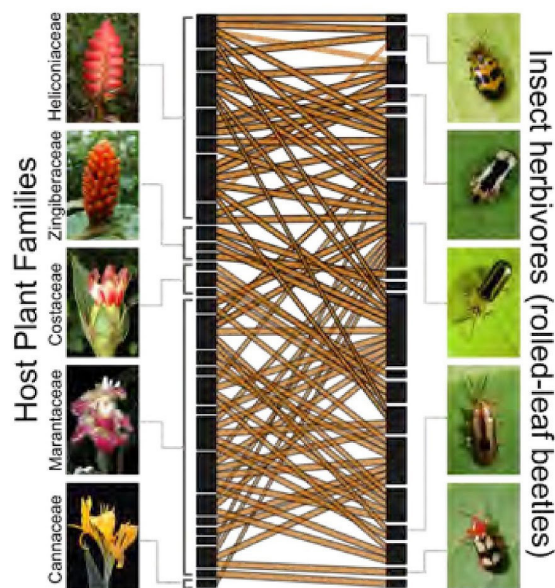 Host Plant Families
Heliconiaceae
Zingiberaceae
Costaceae
Marantaceae
Cannaceae
Insect herbivores (rolled-leaf beetles)